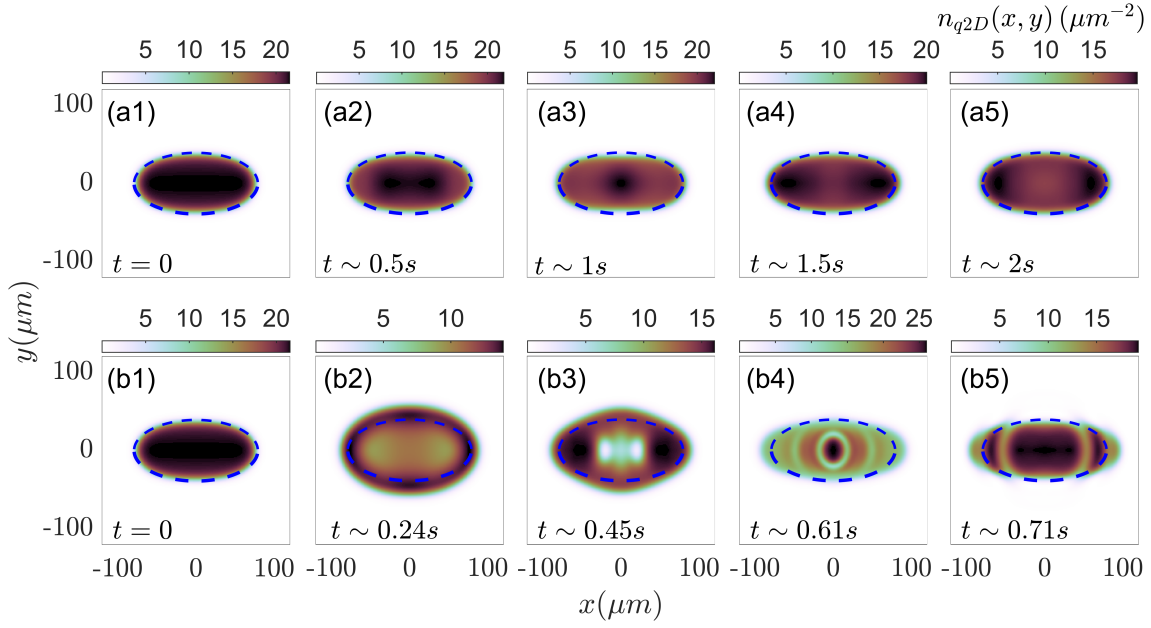 n_{q2D}(x, y) (μm⁻²)
5 10 15 20 5 10 15 20 5 10 15 20 5 10 15 20 5 10 15
100 (a1) (a2) (a3) (a4) (a5)
0
-100 t = 0 t ∼ 0.5s t ∼ 1s t ∼ 1.5s t ∼ 2s
y(μm)
5 10 15 20 5 10 5 10 15 5 10 15 20 25 5 10 15
100 (b1) (b2) (b3) (b4) (b5)
0
-100 t = 0 t ∼ 0.24s t ∼ 0.45s t ∼ 0.61s t ∼ 0.71s
-100 0 100 -100 0 100 -100 0 100 -100 0 100 -100 0 100
x(μm)